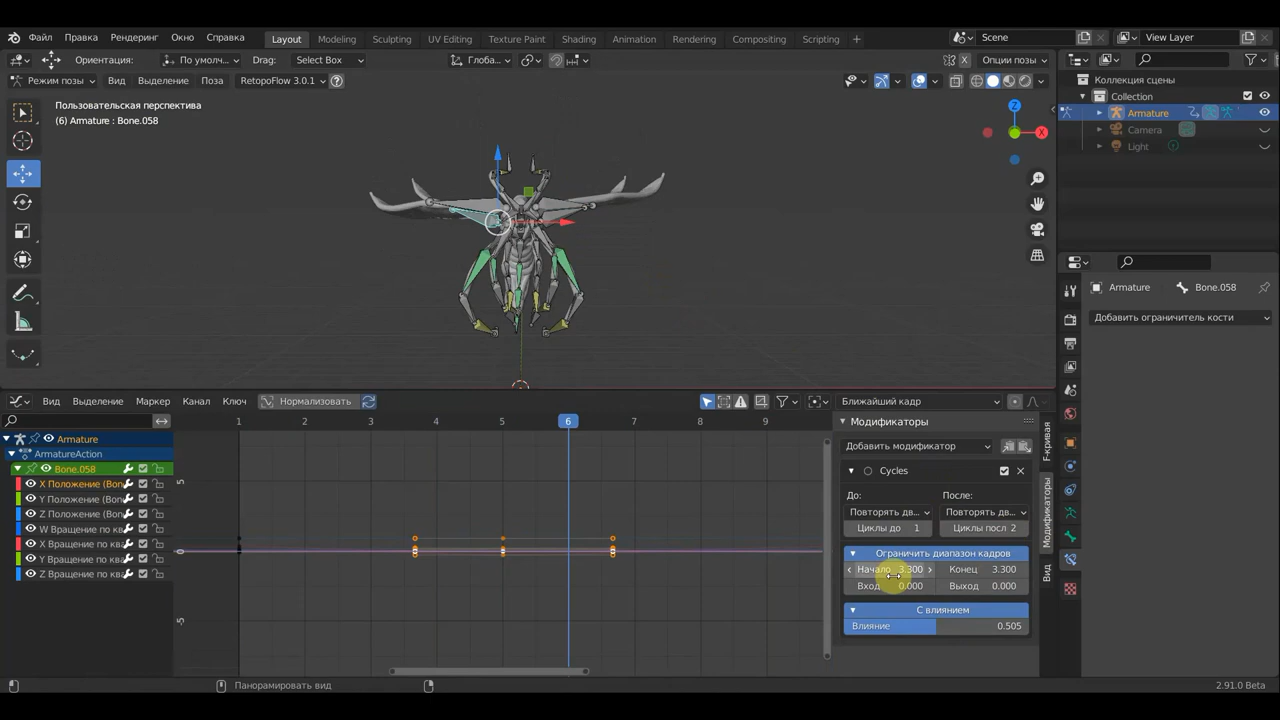 Файл Правка Рендеринг Окно Справка Layout Modeling Sculpting UV Editing Texture Paint Shading Animation Rendering Compositing Scripting + Scene View Layer
Ориентация: По умолч... Drag: Select Box Глоба... X Опции позы
Режим позы Вид Выделение Поза RetopoFlow 3.0.1 ?
Коллекция сцены
Collection
Armature
Camera
Light
Пользовательская перспектива
(6) Armature : Bone.058
Z
X
Armature Bone.058
Добавить ограничитель кости
Вид Выделение Маркер Канал Ключ Нормализовать Ближайший кадр
1 2 3 4 5 6 7 8 9
Armature
ArmatureAction
Bone.058
X Положение (Bon
Y Положение (Bon
Z Положение (Bon
W Вращение по ква
X Вращение по ква
Y Вращение по ква
Z Вращение по ква
5
0
-5
Модификаторы
Добавить модификатор
Cycles
До: После:
Повторять дв... Повторять дв...
Циклы до 1 Циклы посл 2
Ограничить диапазон кадров
Начало 3.300 Конец 3.300
Вход 0.000 Выход 0.000
С влиянием
Влияние 0.505
F-кривая
Модификаторы
Вид
Панорамировать вид 2.91.0 Beta